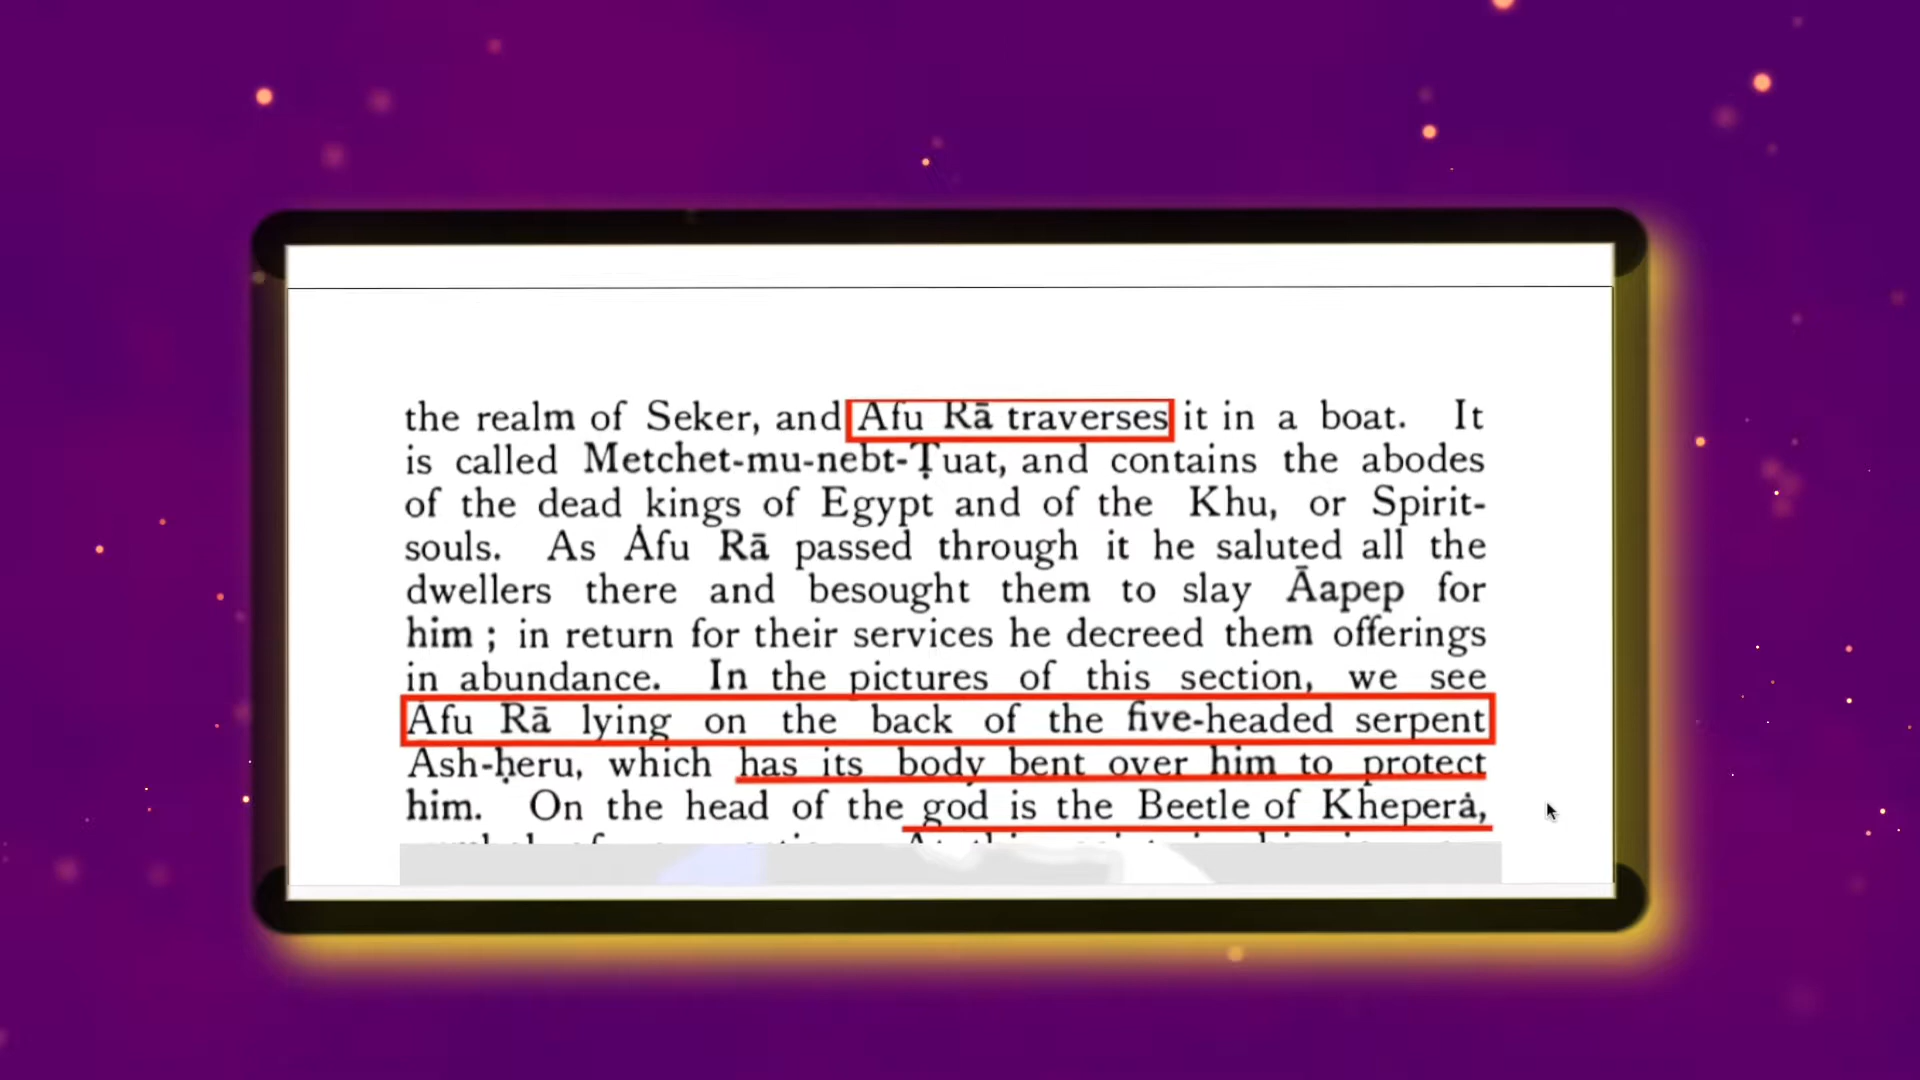 the realm of Seker, and Afu Rā traverses it in a boat. It
is called Metchet-mu-nebt-Ṭuat, and contains the abodes
of the dead kings of Egypt and of the Khu, or Spirit-
souls. As Ȧfu Rā passed through it he saluted all the
dwellers there and besought them to slay Āapep for
him ; in return for their services he decreed them offerings
in abundance. In the pictures of this section, we see
Ȧfu Rā lying on the back of the five-headed serpent
Ash-ḥeru, which has its body bent over him to protect
him. On the head of the god is the Beetle of Kheperȧ,